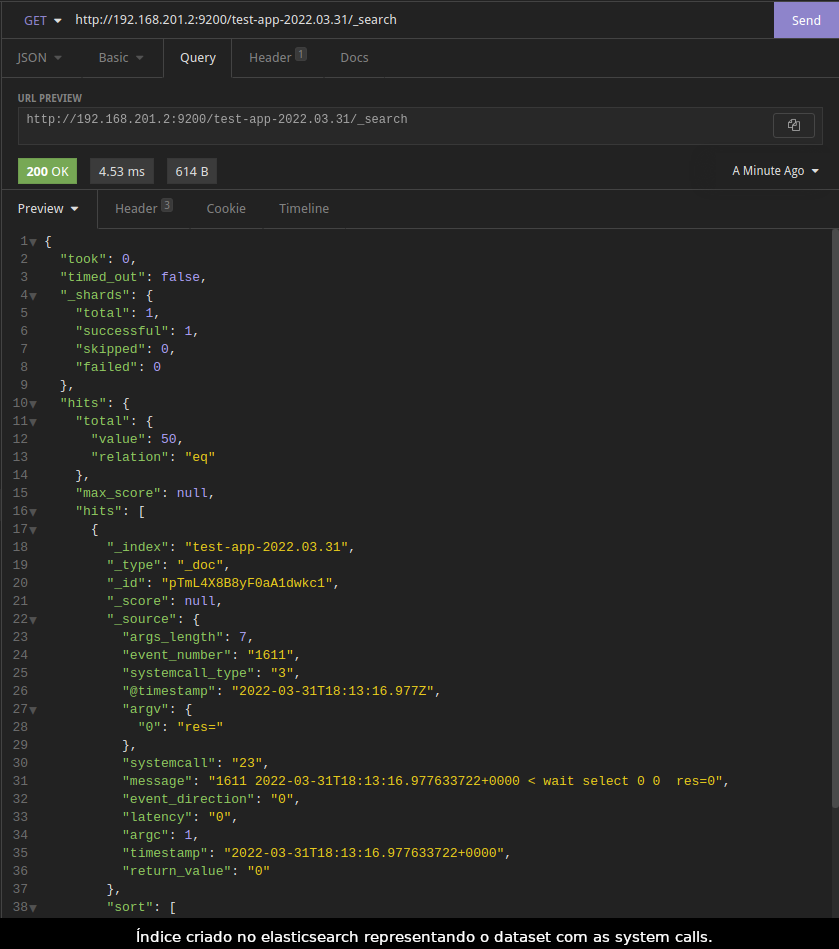 GET http://192.168.201.2:9200/test-app-2022.03.31/_search Send
JSON Basic Query Header 1 Docs
URL PREVIEW
http://192.168.201.2:9200/test-app-2022.03.31/_search
200 OK 4.53 ms 614 B A Minute Ago
Preview Header 3 Cookie Timeline
1 {
2 "took": 0,
3 "timed_out": false,
4 "_shards": {
5 "total": 1,
6 "successful": 1,
7 "skipped": 0,
8 "failed": 0
9 },
10 "hits": {
11 "total": {
12 "value": 50,
13 "relation": "eq"
14 },
15 "max_score": null,
16 "hits": [
17 {
18 "_index": "test-app-2022.03.31",
19 "_type": "_doc",
20 "_id": "pTmL4X8B8yF0aA1dwkc1",
21 "_score": null,
22 "_source": {
23 "args_length": 7,
24 "event_number": "1611",
25 "systemcall_type": "3",
26 "@timestamp": "2022-03-31T18:13:16.977Z",
27 "argv": {
28 "0": "res="
29 },
30 "systemcall": "23",
31 "message": "1611 2022-03-31T18:13:16.977633722+0000 < wait select 0 0  res=0",
32 "event_direction": "0",
33 "latency": "0",
34 "argc": 1,
35 "timestamp": "2022-03-31T18:13:16.977633722+0000",
36 "return_value": "0"
37 },
38 "sort": [
Índice criado no elasticsearch representando o dataset com as system calls.